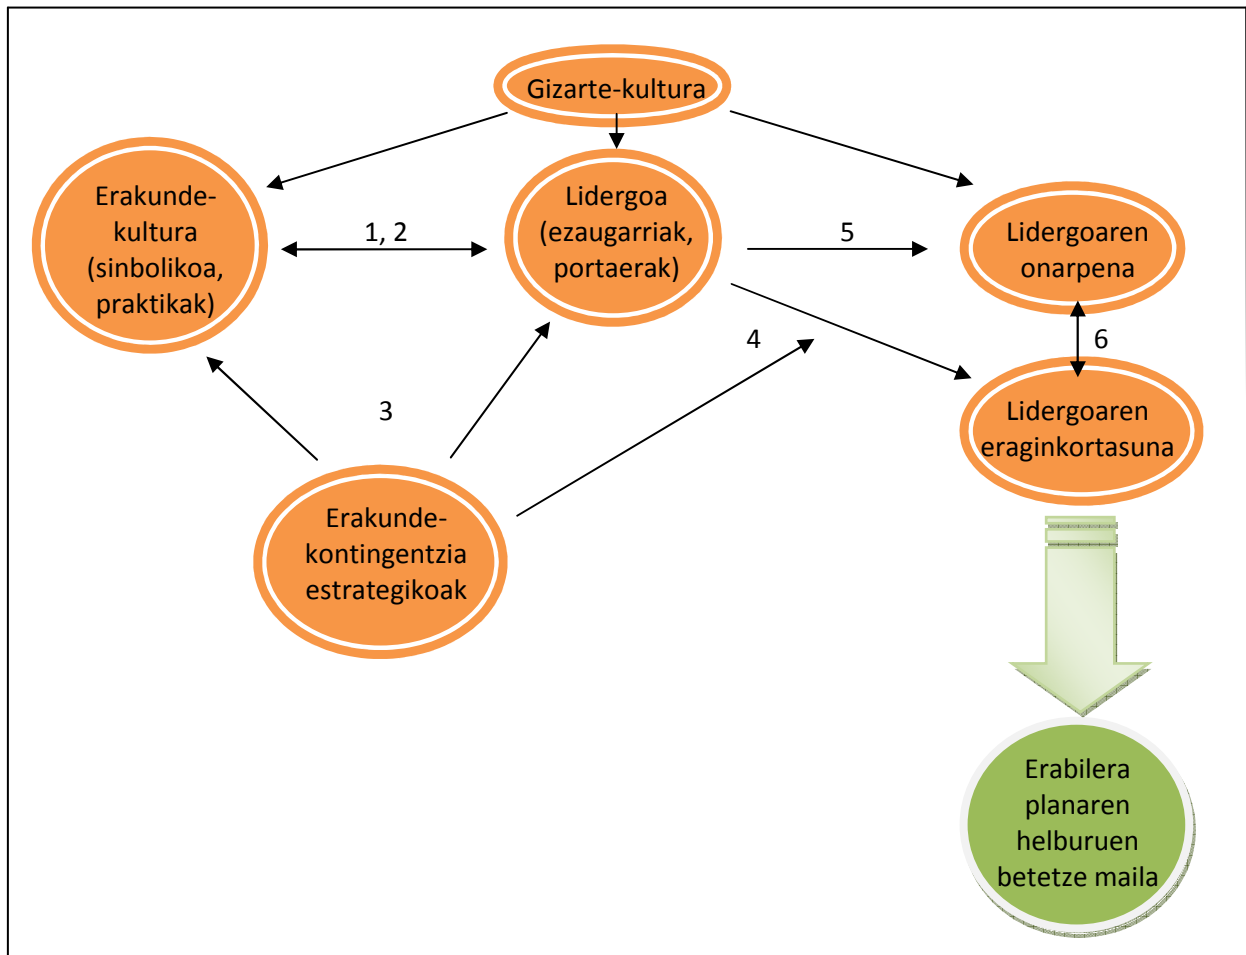 Gizarte-kultura
Erakunde-
kultura
(sinbolikoa,
praktikak)
1, 2
Lidergoa
(ezaugarriak,
portaerak)
5
Lidergoaren
onarpena
4
6
3
Lidergoaren
eraginkortasuna
Erakunde-
kontingentzia
estrategikoak
Erabilera
planaren
helburuen
betetze maila